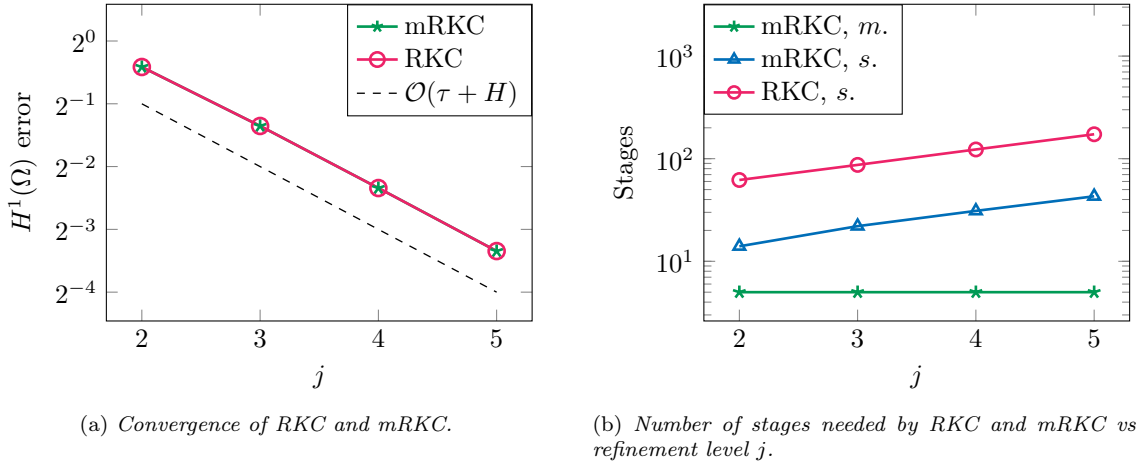 mRKC
RKC
𝒪(τ + H)
2^0
2^−1
2^−2
2^−3
2^−4
H^1(Ω) error
2 3 4 5
j
(a) Convergence of RKC and mRKC.
mRKC, m.
mRKC, s.
RKC, s.
10^3
10^2
10^1
Stages
2 3 4 5
j
(b) Number of stages needed by RKC and mRKC vs
refinement level j.